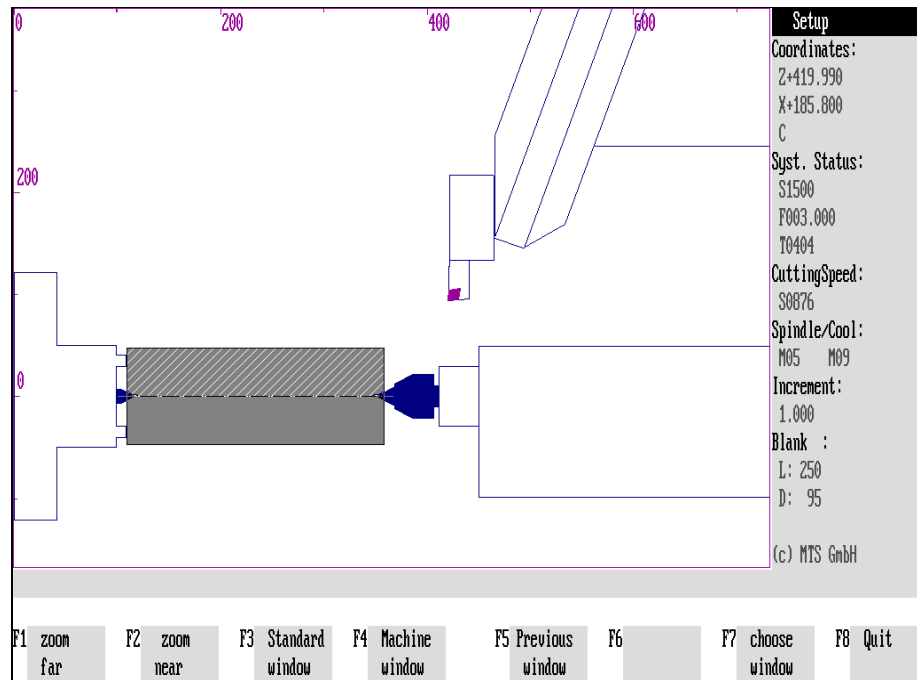 0 200 400 600
200
0
Setup
Coordinates:
Z+419.990
X+185.800
C
Syst. Status:
S1500
F003.000
T0404
CuttingSpeed:
S0876
Spindle/Cool:
M05 M09
Increment:
1.000
Blank :
L: 250
D: 95
(c) MTS GmbH
F1 zoom far
F2 zoom near
F3 Standard window
F4 Machine window
F5 Previous window
F6
F7 choose window
F8 Quit